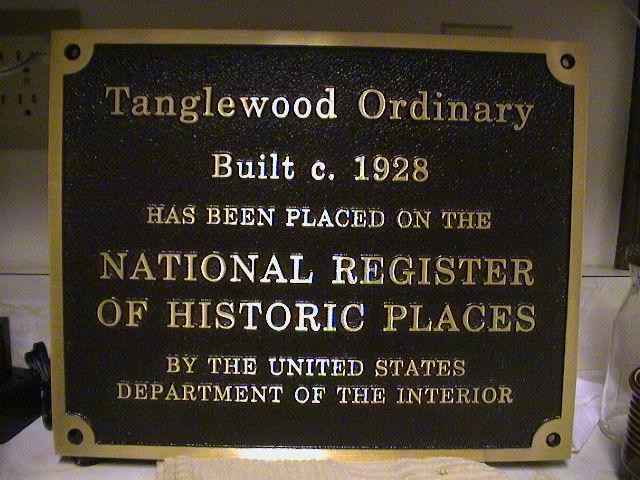 Tanglewood Ordinary
Built c. 1928
HAS BEEN PLACED ON THE
NATIONAL REGISTER
OF HISTORIC PLACES
BY THE UNITED STATES
DEPARTMENT OF THE INTERIOR